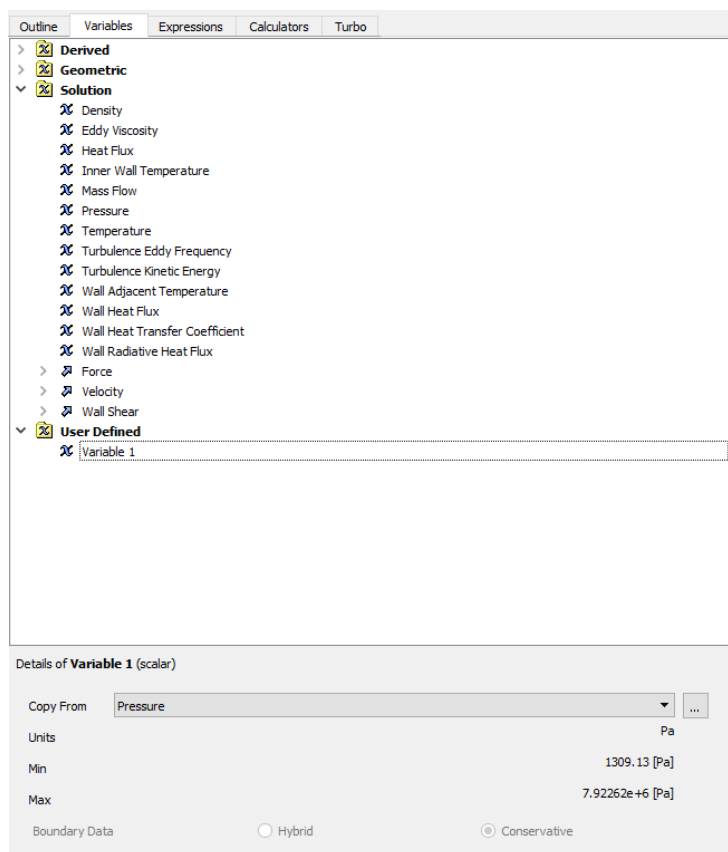 Outline Variables Expressions Calculators Turbo
Derived
Geometric
Solution
Density
Eddy Viscosity
Heat Flux
Inner Wall Temperature
Mass Flow
Pressure
Temperature
Turbulence Eddy Frequency
Turbulence Kinetic Energy
Wall Adjacent Temperature
Wall Heat Flux
Wall Heat Transfer Coefficient
Wall Radiative Heat Flux
Force
Velocity
Wall Shear
User Defined
Variable 1
Details of Variable 1 (scalar)
Copy From Pressure ...
Units Pa
Min 1309.13 [Pa]
Max 7.92262e+6 [Pa]
Boundary Data Hybrid Conservative